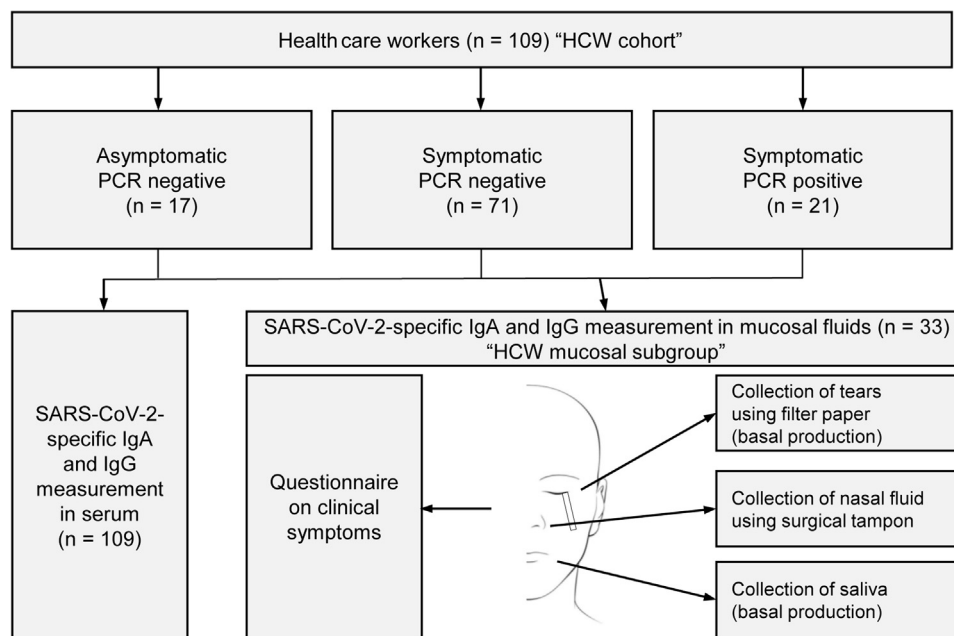 Health care workers (n = 109) “HCW cohort”
Asymptomatic
PCR negative
(n = 17)
Symptomatic
PCR negative
(n = 71)
Symptomatic
PCR positive
(n = 21)
SARS-CoV-2-
specific IgA
and IgG
measurement
in serum
(n = 109)
SARS-CoV-2-specific IgA and IgG measurement in mucosal fluids (n = 33)
“HCW mucosal subgroup”
Questionnaire
on clinical
symptoms
Collection of tears
using filter paper
(basal production)
Collection of nasal fluid
using surgical tampon
Collection of saliva
(basal production)